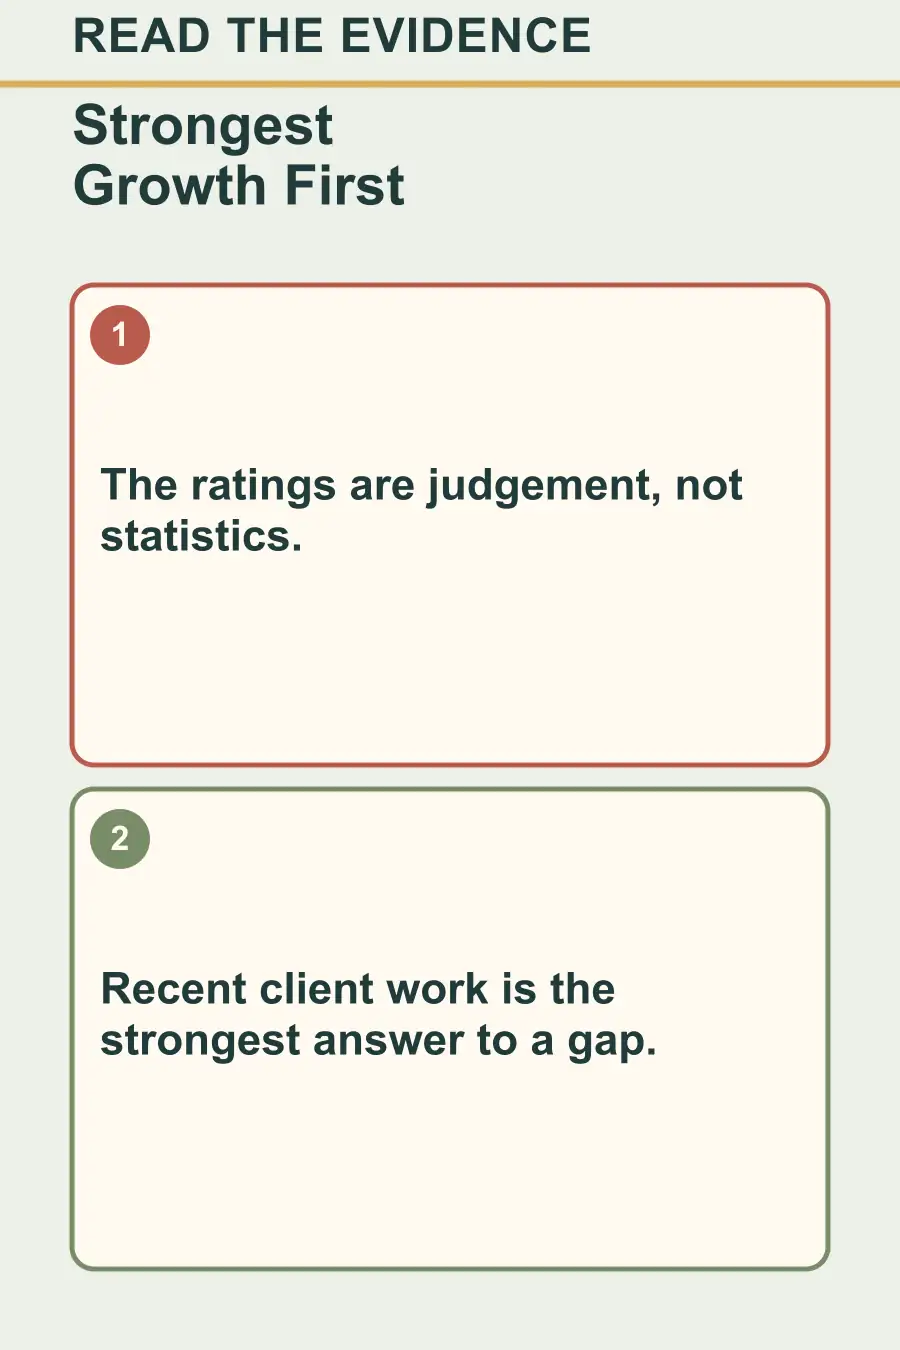 READ THE EVIDENCE
Strongest
Growth First
1
The ratings are judgement, not
statistics.
2
Recent client work is the
strongest answer to a gap.